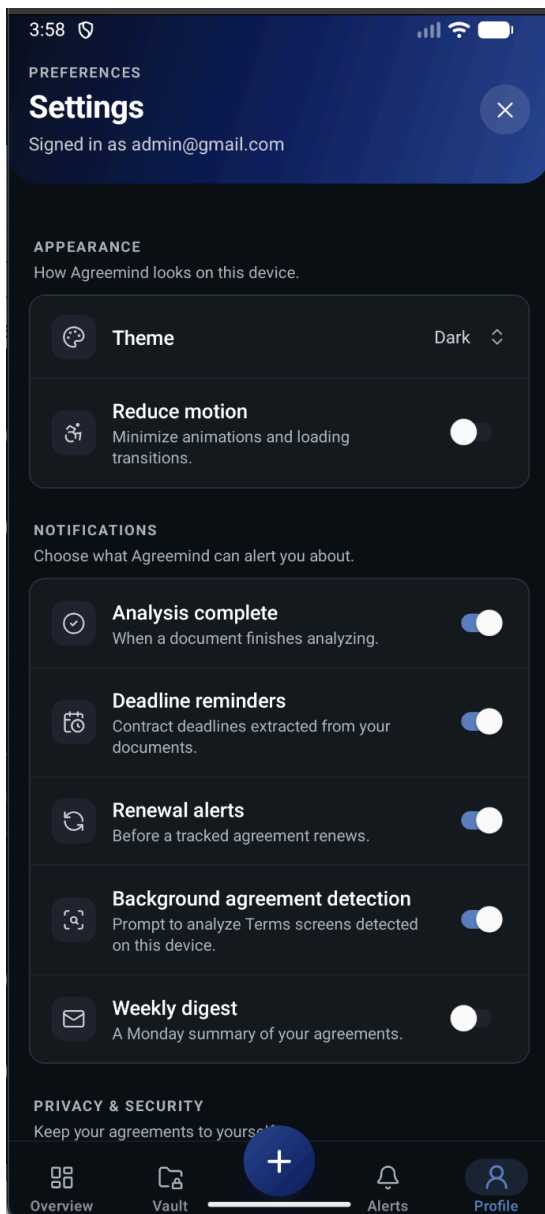 3:58
PREFERENCES
Settings
Signed in as admin@gmail.com
APPEARANCE
How Agreemind looks on this device.
Theme
Dark
Reduce motion
Minimize animations and loading
transitions.
NOTIFICATIONS
Choose what Agreemind can alert you about.
Analysis complete
When a document finishes analyzing.
Deadline reminders
Contract deadlines extracted from your
documents.
Renewal alerts
Before a tracked agreement renews.
Background agreement detection
Prompt to analyze Terms screens detected
on this device.
Weekly digest
A Monday summary of your agreements.
PRIVACY & SECURITY
Keep your agreements to
Overview
Vault
Alerts
Profile